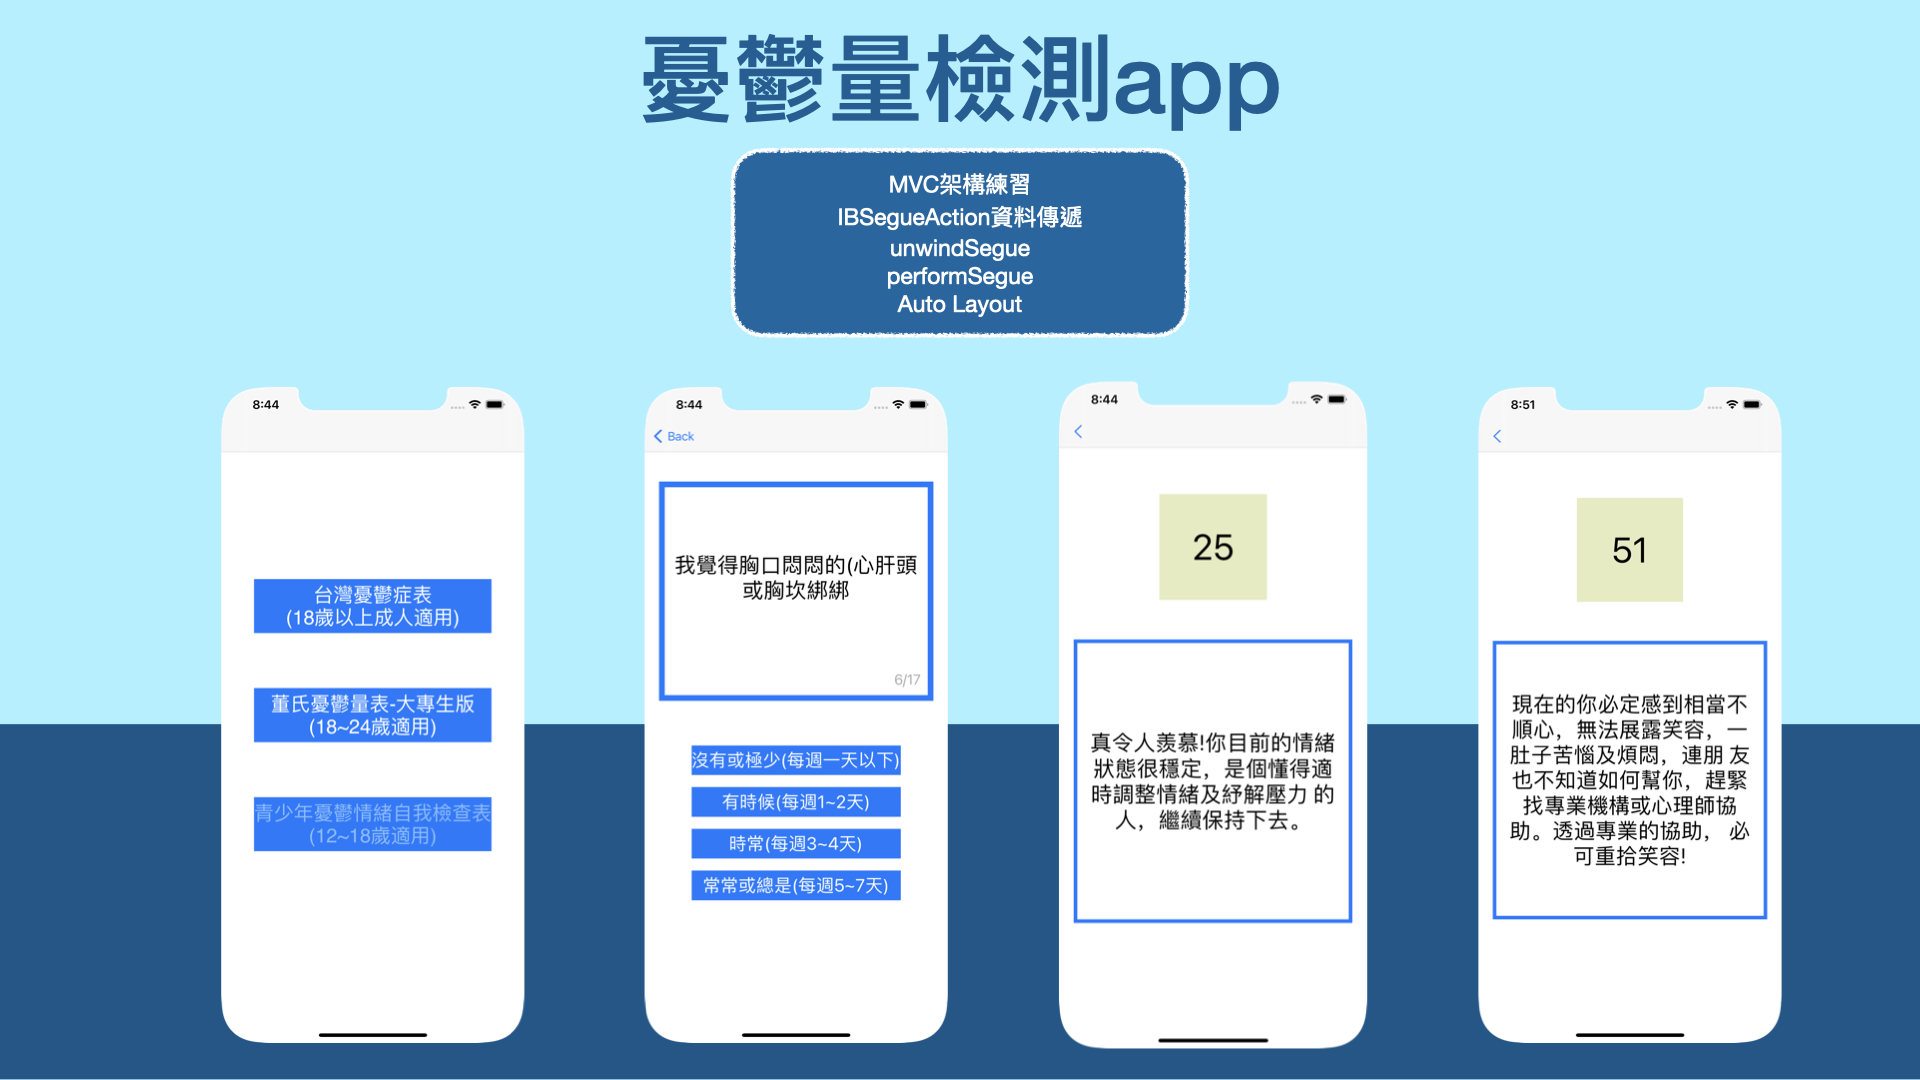 憂鬱量檢測app
MVC架構練習
IBSegueAction資料傳遞
unwindSegue
performSegue
Auto Layout
8:44
台灣憂鬱症表
(18歲以上成人適用)
董氏憂鬱量表-大專生版
(18~24歲適用)
青少年憂鬱情緒自我檢查表
(12~18歲適用)
8:44
Back
我覺得胸口悶悶的(心肝頭
或胸坎綁綁
6/17
沒有或極少(每週一天以下)
有時候(每週1~2天)
時常(每週3~4天)
常常或總是(每週5~7天)
8:44
25
真令人羨慕!你目前的情緒
狀態很穩定，是個懂得適
時調整情緒及紓解壓力 的
人，繼續保持下去。
8:51
51
現在的你必定感到相當不
順心，無法展露笑容，一
肚子苦惱及煩悶，連朋 友
也不知道如何幫你，趕緊
找專業機構或心理師協
助。透過專業的協助， 必
可重拾笑容!